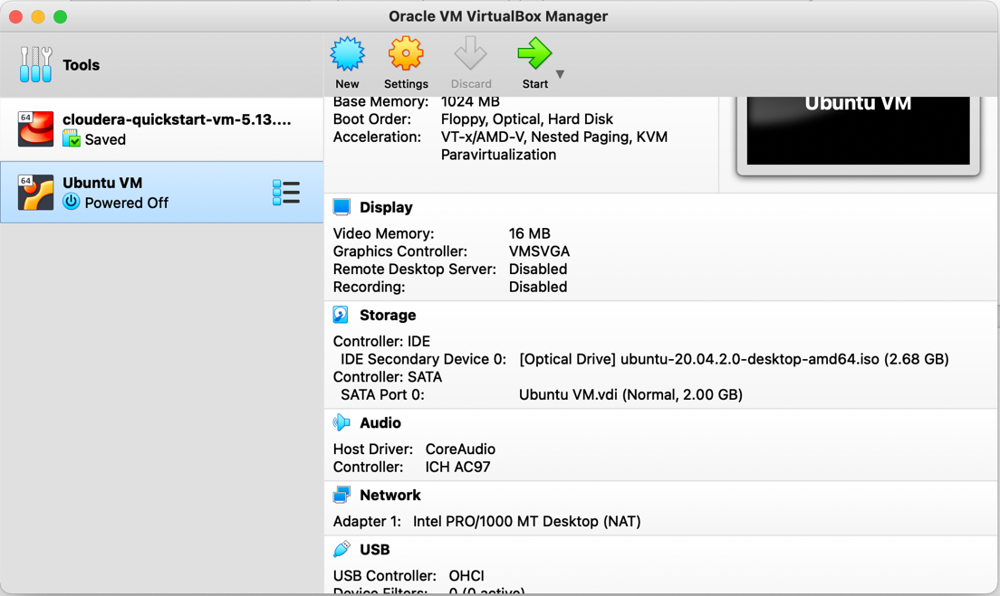 Oracle VM VirtualBox Manager
Tools
New
Settings
Discard
Start
64
cloudera-quickstart-vm-5.13....
Saved
64
Ubuntu VM
Powered Off
Base Memory: 1024 MB
Boot Order: Floppy, Optical, Hard Disk
Acceleration: VT-x/AMD-V, Nested Paging, KVM
Paravirtualization
Ubuntu VM
Display
Video Memory: 16 MB
Graphics Controller: VMSVGA
Remote Desktop Server: Disabled
Recording: Disabled
Storage
Controller: IDE
IDE Secondary Device 0: [Optical Drive] ubuntu-20.04.2.0-desktop-amd64.iso (2.68 GB)
Controller: SATA
SATA Port 0: Ubuntu VM.vdi (Normal, 2.00 GB)
Audio
Host Driver: CoreAudio
Controller: ICH AC97
Network
Adapter 1: Intel PRO/1000 MT Desktop (NAT)
USB
USB Controller: OHCI
Device Filters: 0 (0 active)